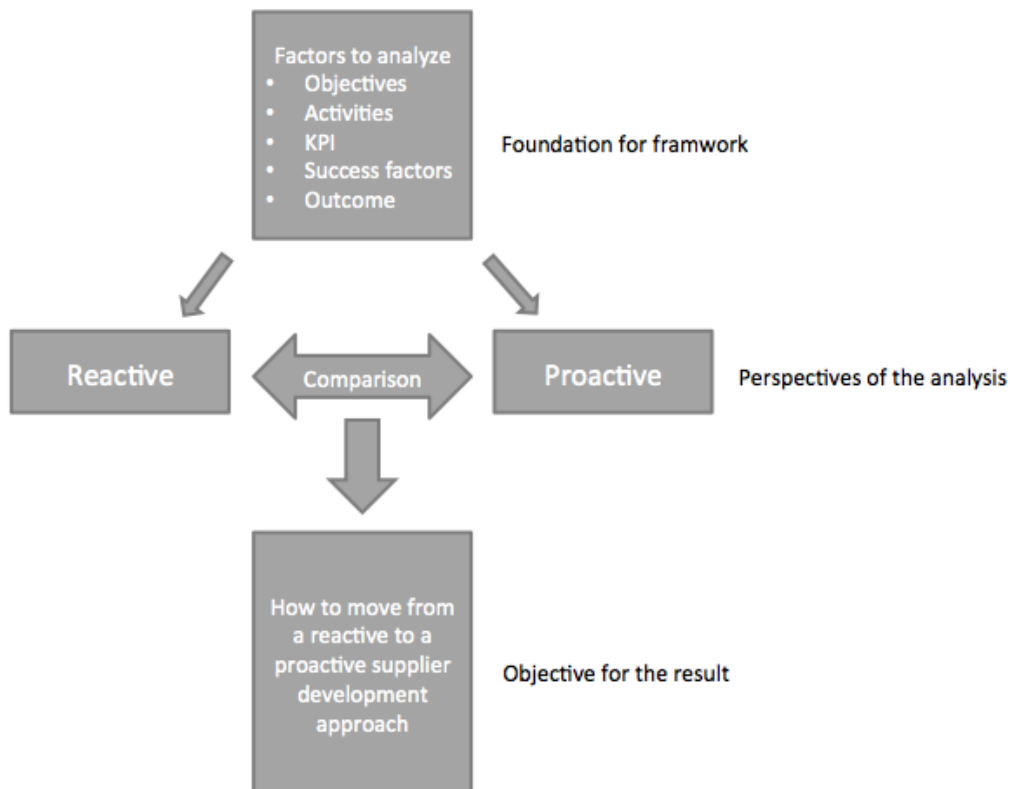 Factors to analyze
• Objectives
• Activities
• KPI
• Success factors
• Outcome
Foundation for framwork
Reactive
Comparison
Proactive
Perspectives of the analysis
How to move from
a reactive to a
proactive supplier
development
approach
Objective for the result